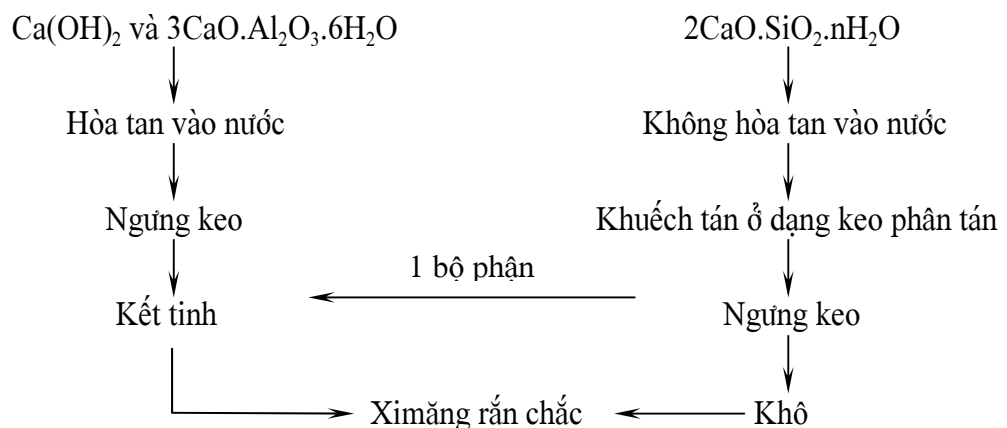 Ca(OH)₂ và 3CaO.Al₂O₃.6H₂O
2CaO.SiO₂.nH₂O
Hòa tan vào nước
Không hòa tan vào nước
Ngưng keo
Khuếch tán ở dạng keo phân tán
1 bộ phận
Kết tinh
Ngưng keo
Ximăng rắn chắc
Khô